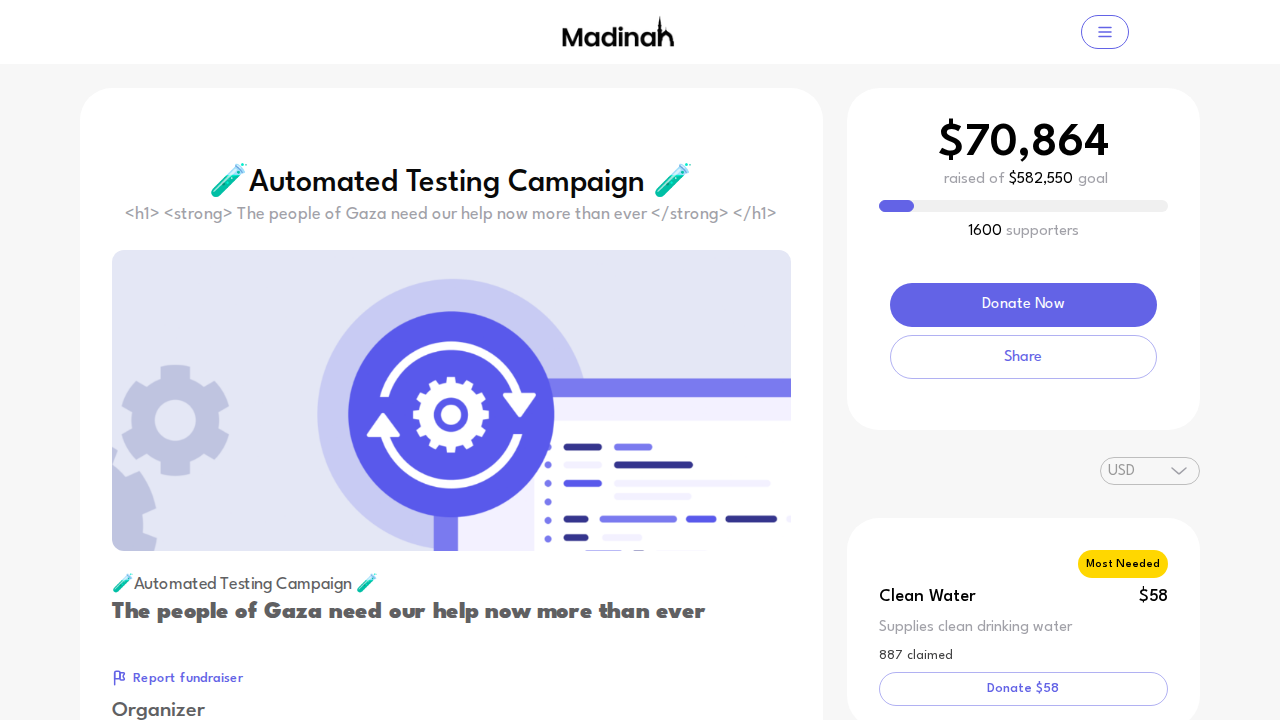 Madinah
🧪Automated Testing Campaign 🧪
<h1> <strong> The people of Gaza need our help now more than ever </strong> </h1>
🧪Automated Testing Campaign 🧪
The people of Gaza need our help now more than ever
Report fundraiser
Organizer
$70,864
raised of $582,550 goal
1600 supporters
Donate Now
Share
USD
Most Needed
Clean Water $58
Supplies clean drinking water
887 claimed
Donate $58